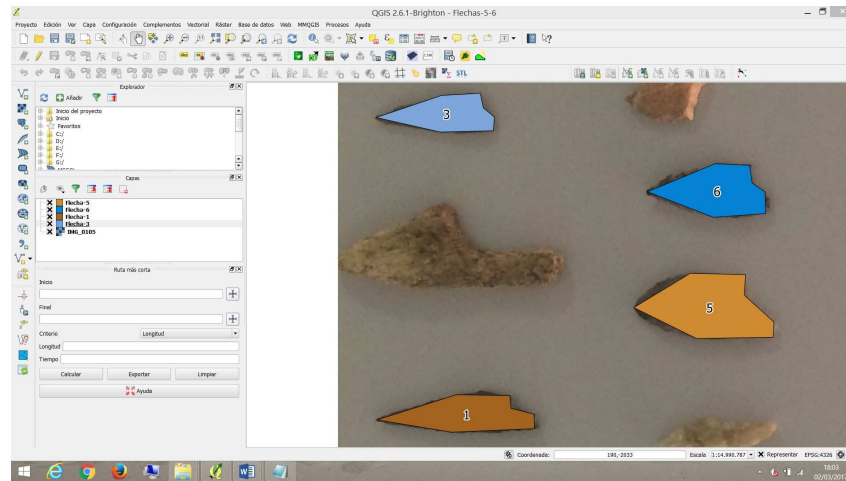 QGIS 2.6.1-Brighton - Flechas-5-6
Proyecto Edición Ver Capa Configuración Complementos Vectorial Ráster Base de datos Web MMQGIS Procesos Ayuda
STL
Explorador
Añadir
Inicio del proyecto
Inicio
Favoritos
C:/
D:/
E:/
F:/
G:/
Capas
Flecha-5
Flecha-6
Flecha-1
Flecha-3
IMG_0105
Ruta más corta
Inicio
Final
Criterio Longitud
Longitud
Tiempo
Calcular Exportar Limpiar
Ayuda
3
6
5
1
Coordenada: 190,-2033 Escala 1:14.990.787 Representar EPSG:4326
18:03
02/03/2017